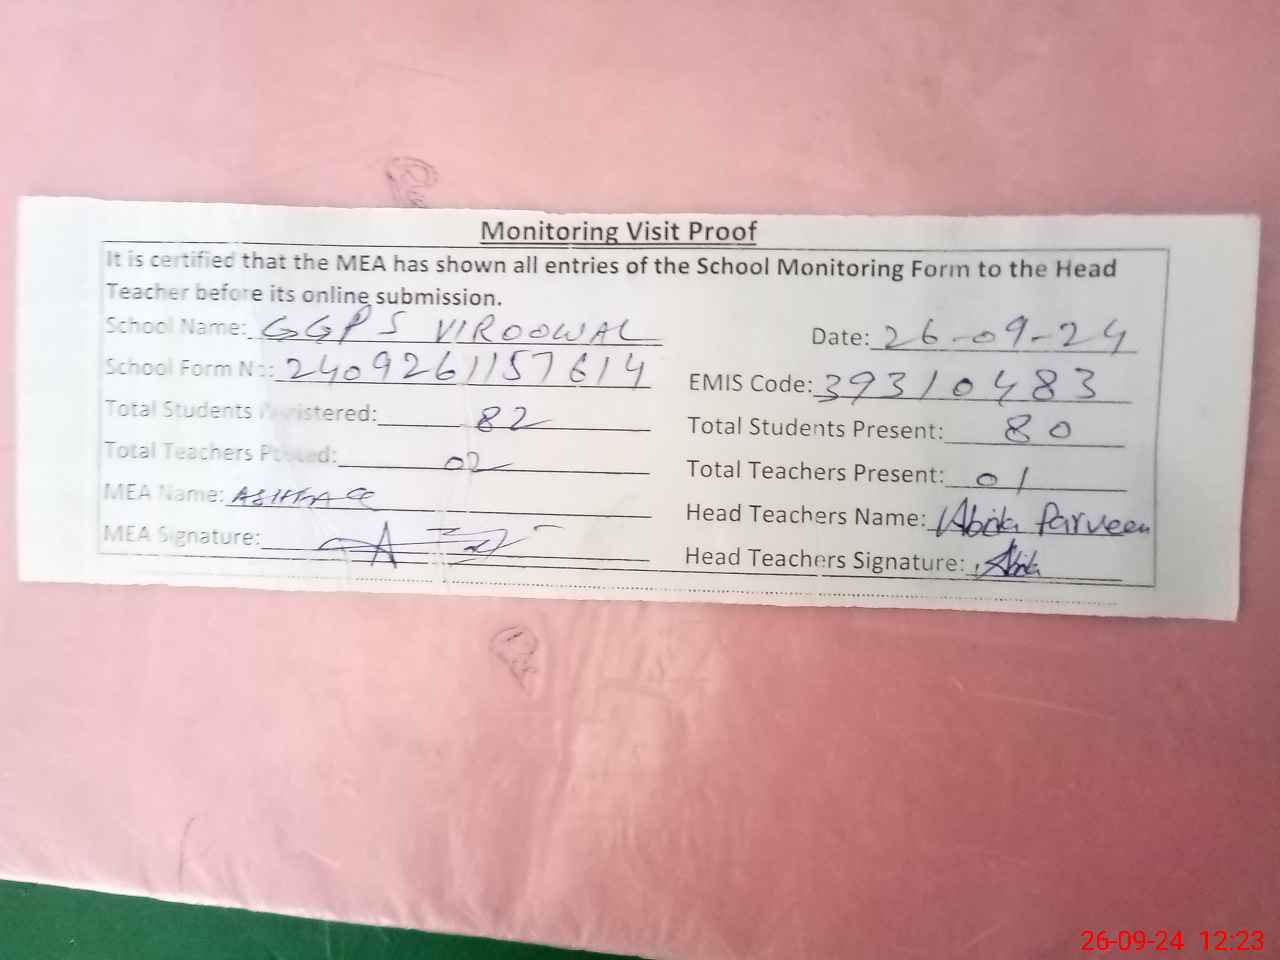 Monitoring Visit Proof
It is certified that the MEA has shown all entries of the School Monitoring Form to the Head
Teacher before its online submission.
School Name: GGPS VIROOWAL Date: 26-09-24
School Form No: 2409261157614 EMIS Code: 39310483
Total Students Registered: 82 Total Students Present: 80
Total Teachers Posted: 02 Total Teachers Present: 01
MEA Name: Head Teachers Name: Abida Parveen
MEA Signature: Head Teachers Signature: Abida
26-09-24 12:23